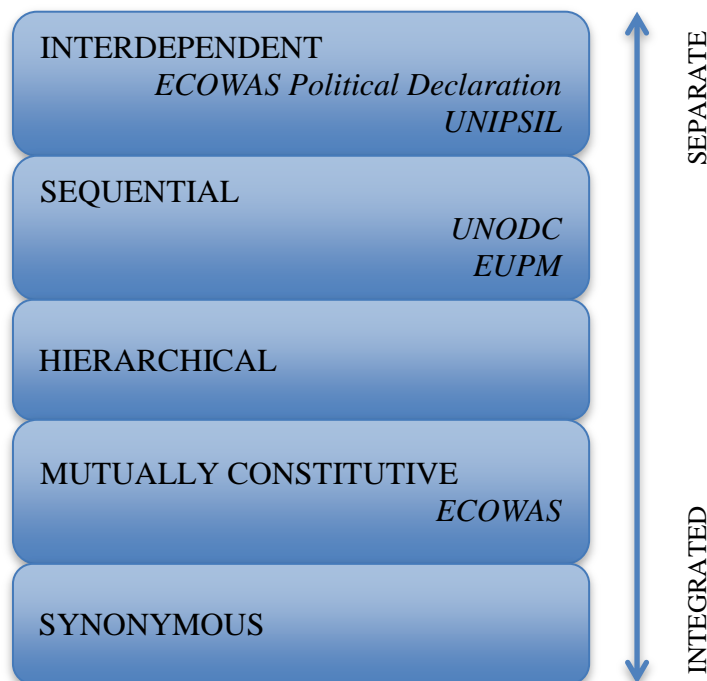 INTERDEPENDENT
ECOWAS Political Declaration
UNIPSIL
SEQUENTIAL
UNODC
EUPM
HIERARCHICAL
MUTUALLY CONSTITUTIVE
ECOWAS
SYNONYMOUS
SEPARATE
INTEGRATED